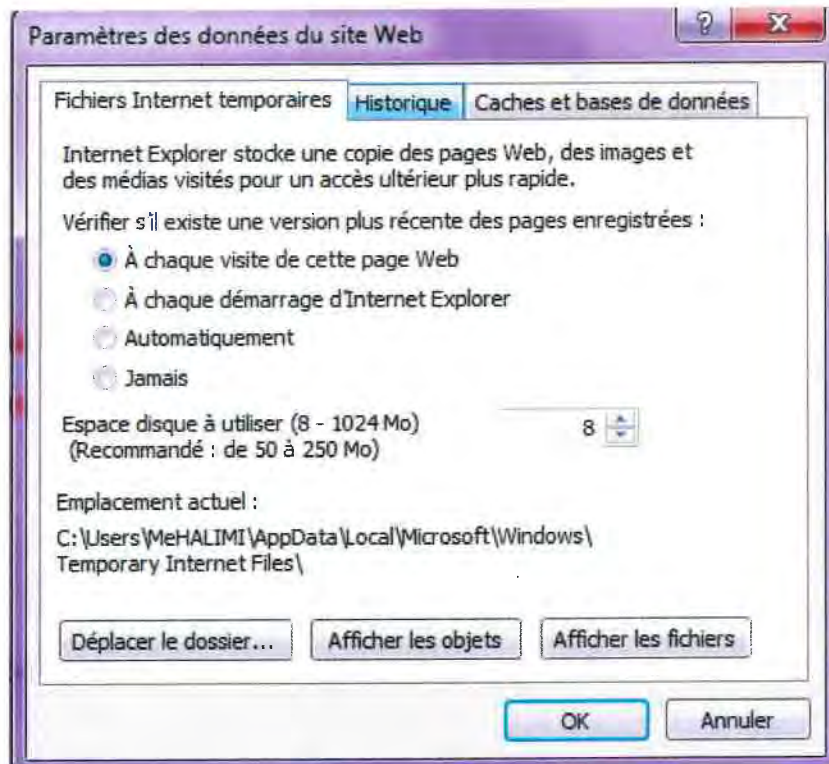 Paramètres des données du site Web
?
Fichiers Internet temporaires Historique Caches et bases de données
Internet Explorer stocke une copie des pages Web, des images et
des médias visités pour un accès ultérieur plus rapide.
Vérifier s'il existe une version plus récente des pages enregistrées :
À chaque visite de cette page Web
À chaque démarrage d'Internet Explorer
Automatiquement
Jamais
Espace disque à utiliser (8 - 1024 Mo) 8
(Recommandé : de 50 à 250 Mo)
Emplacement actuel :
C:\Users\MeHALIMI\AppData\Local\Microsoft\Windows\
Temporary Internet Files\
Déplacer le dossier... Afficher les objets Afficher les fichiers
OK Annuler